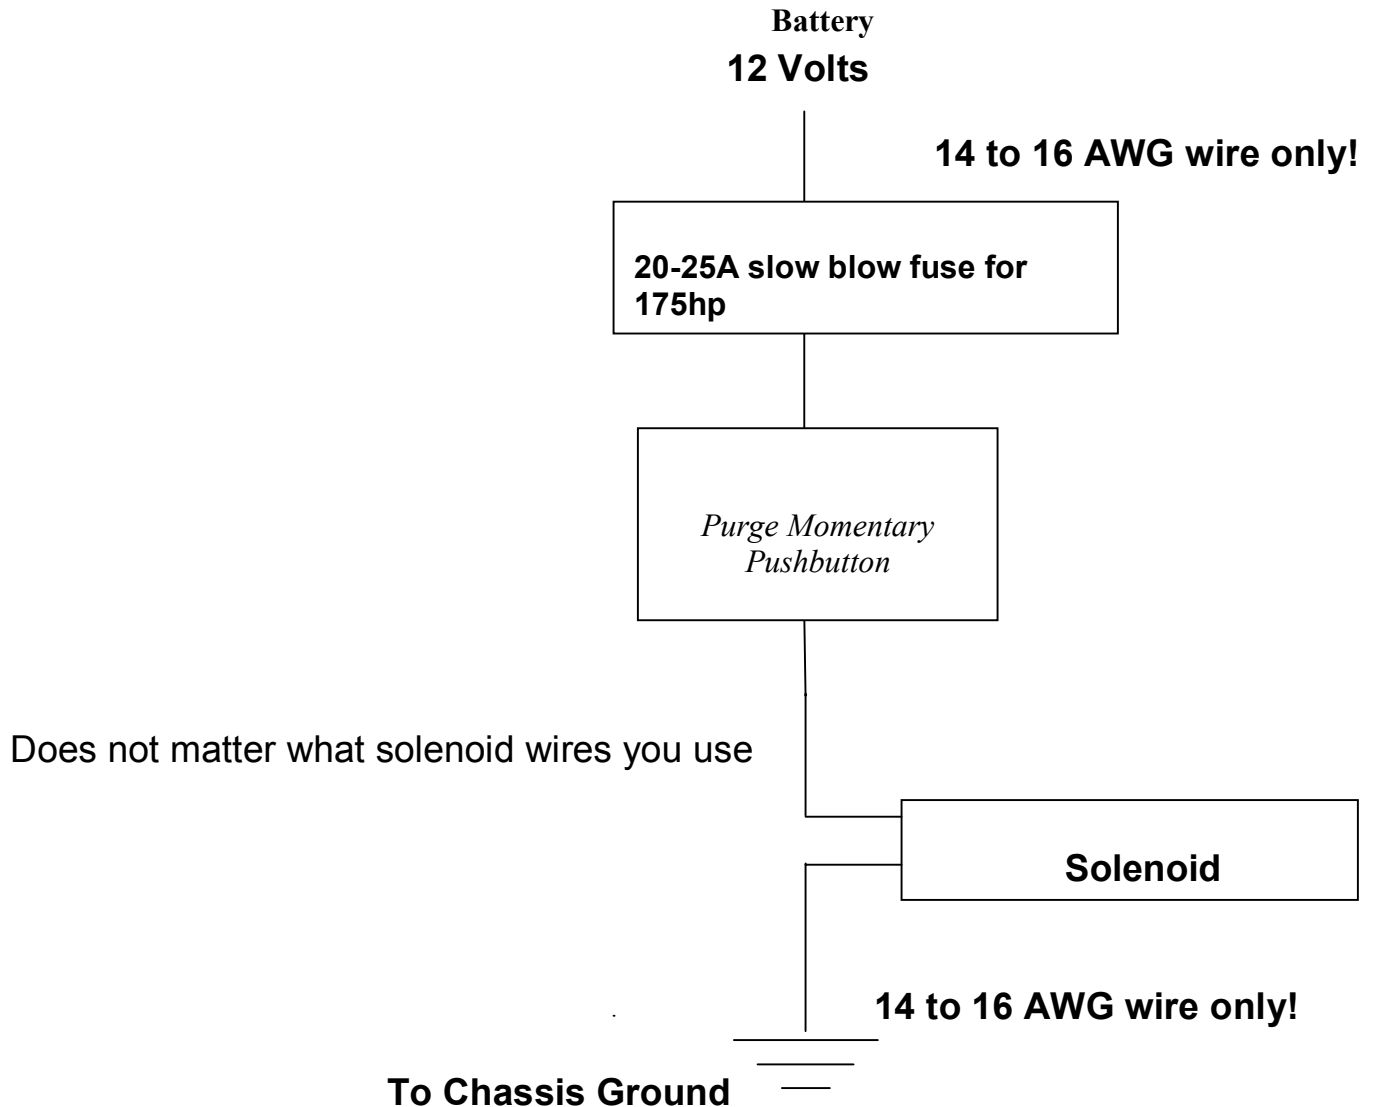 Battery
12 Volts
14 to 16 AWG wire only!
20-25A slow blow fuse for
175hp
Purge Momentary
Pushbutton
Does not matter what solenoid wires you use
Solenoid
14 to 16 AWG wire only!
To Chassis Ground